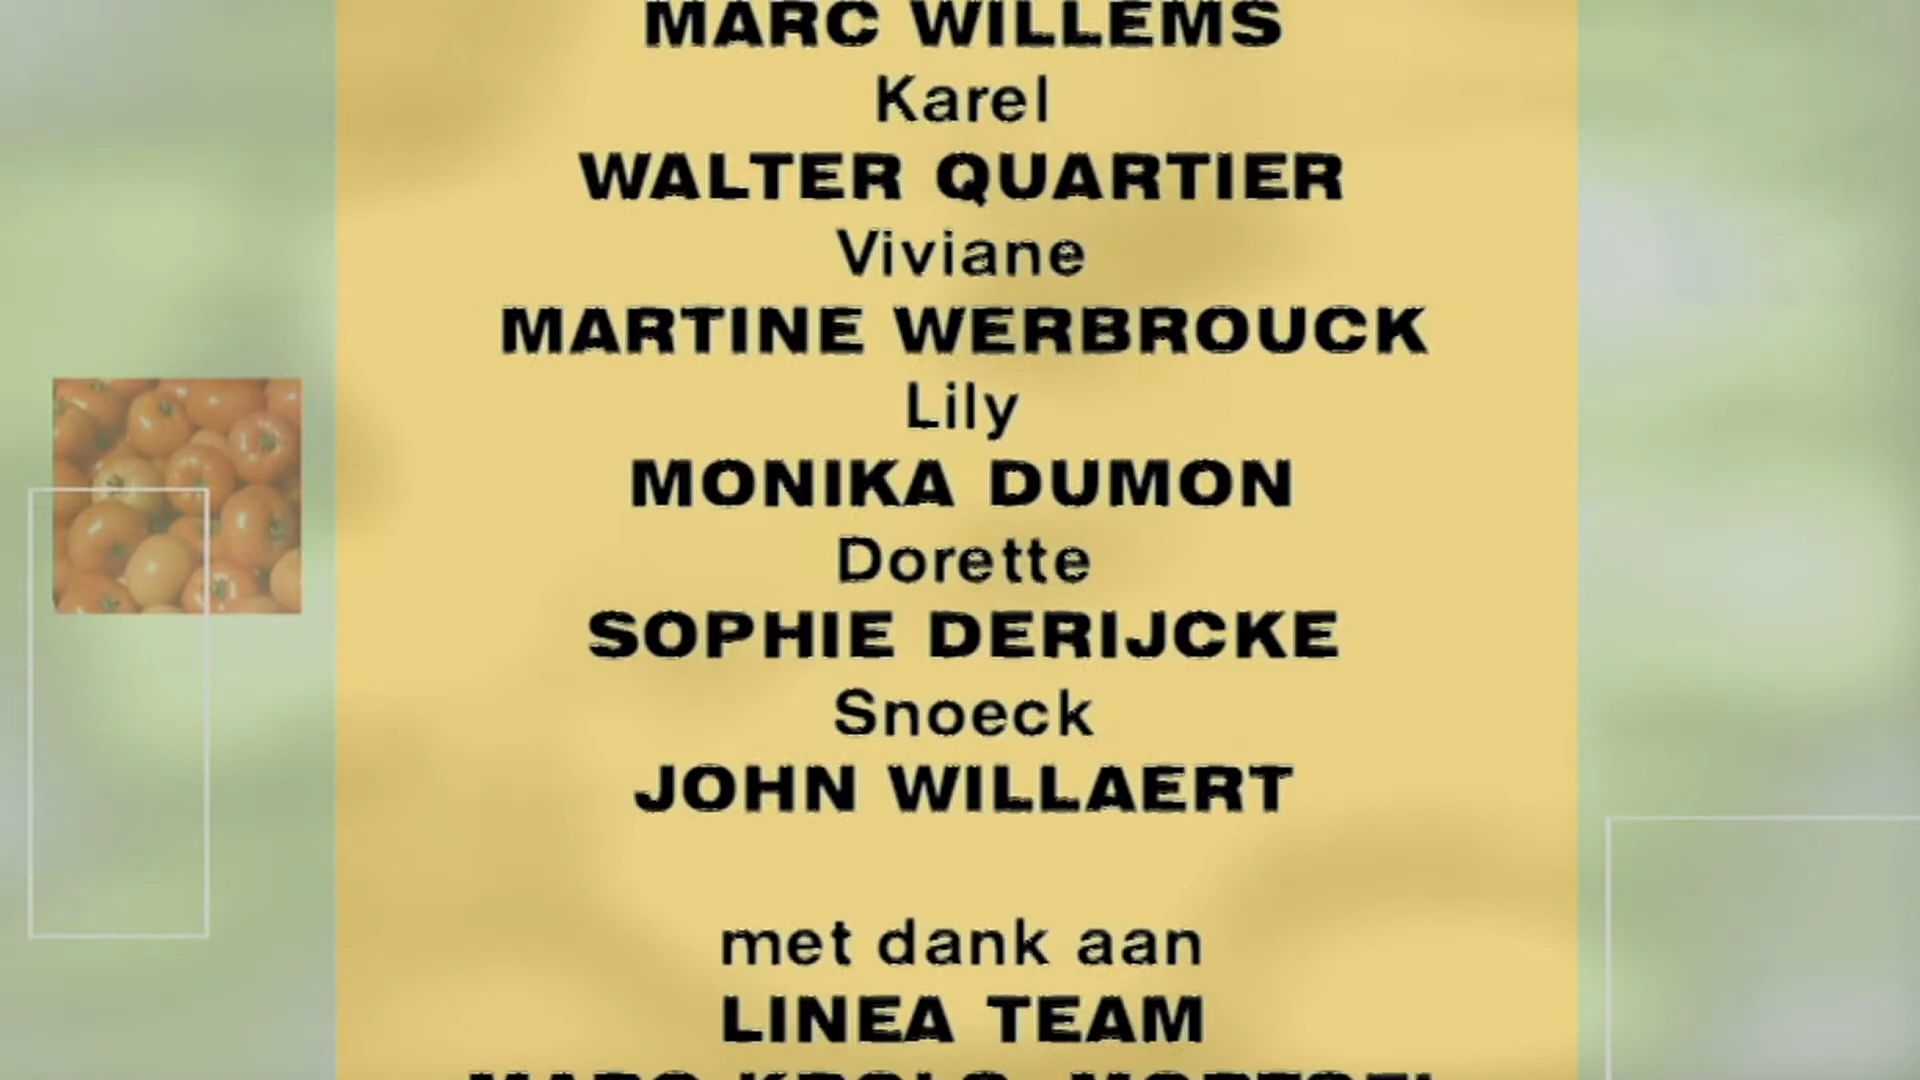 MARC WILLEMS
Karel
WALTER QUARTIER
Viviane
MARTINE WERBROUCK
Lily
MONIKA DUMON
Dorette
SOPHIE DERIJCKE
Snoeck
JOHN WILLAERT
met dank aan
LINEA TEAM